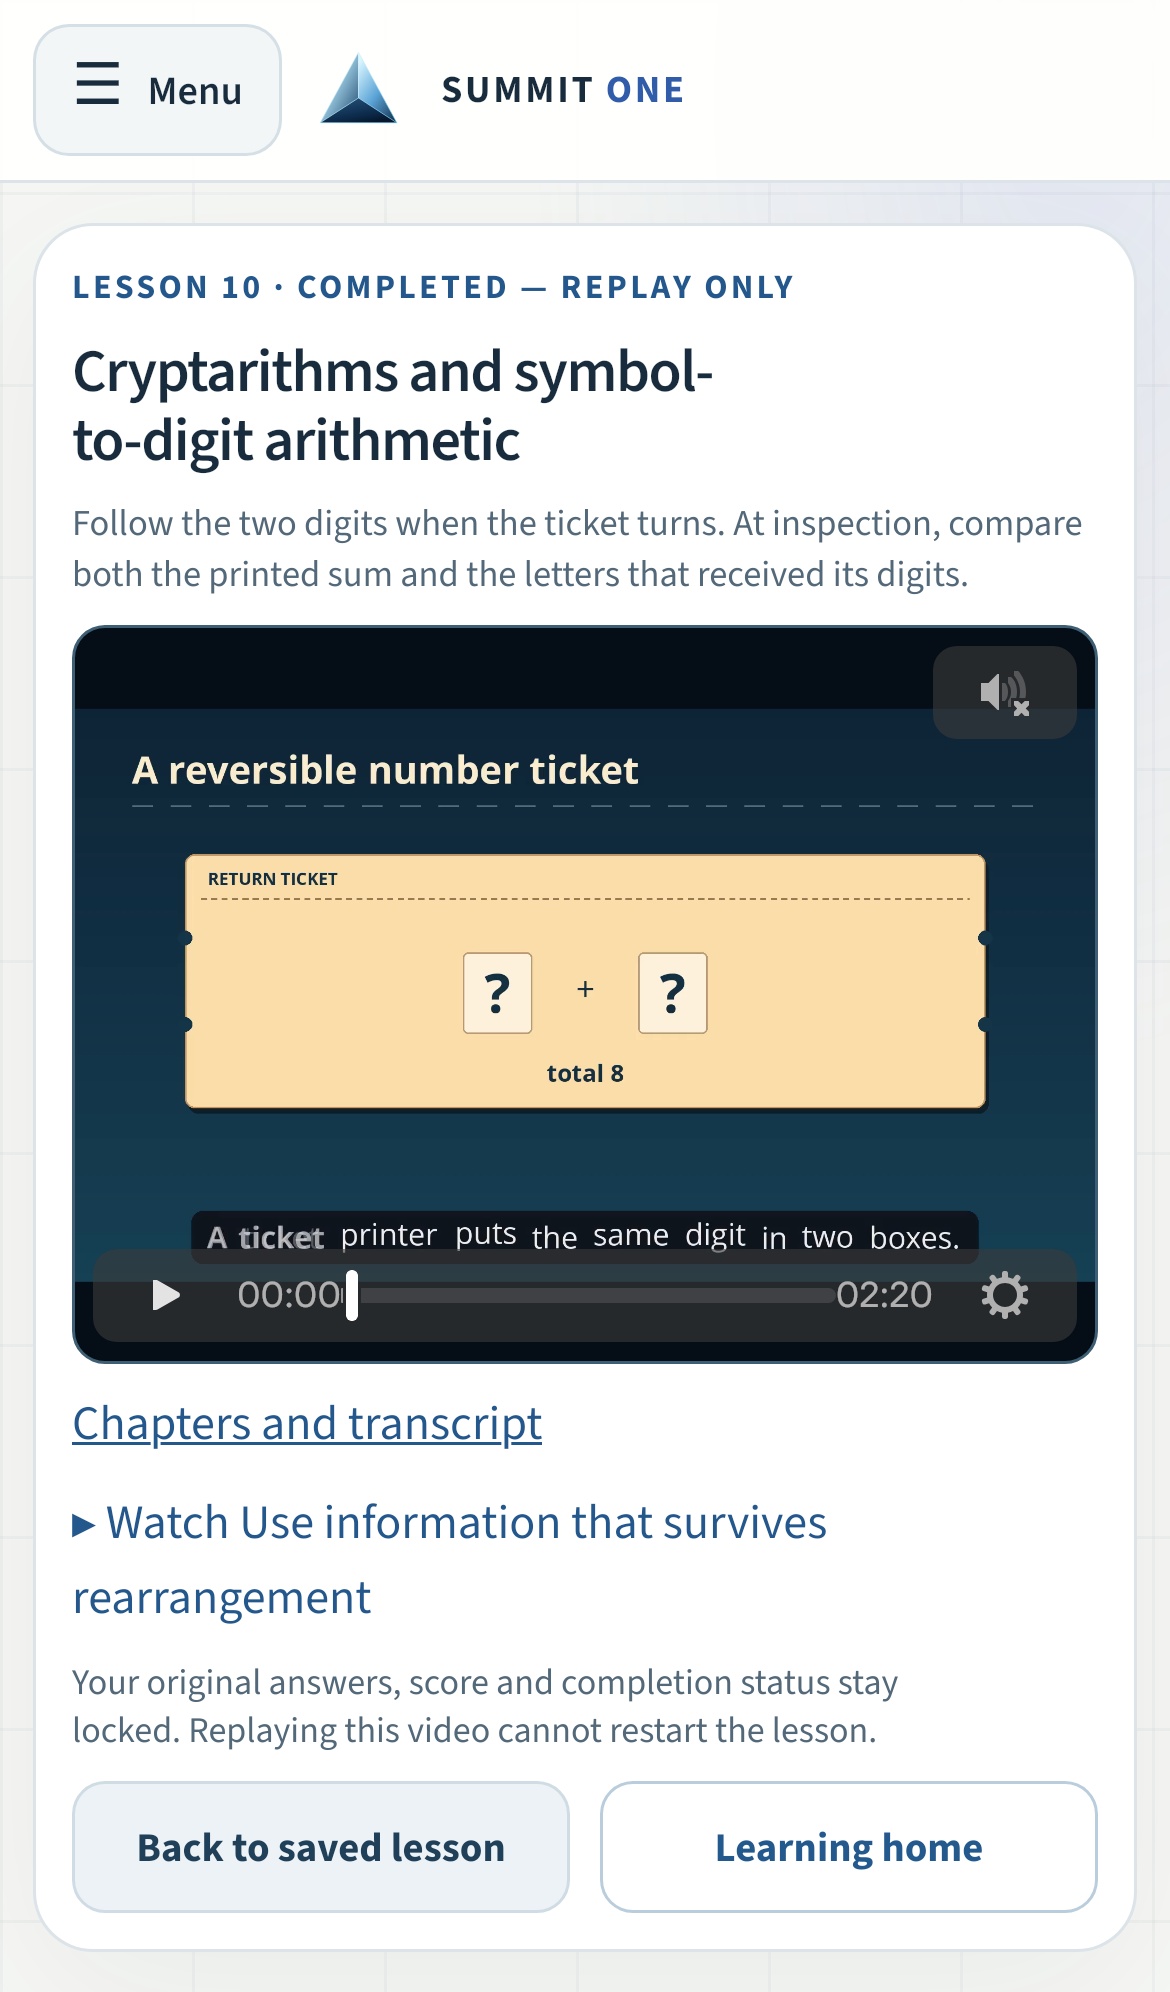 ☰ Menu
SUMMIT ONE
LESSON 10 · COMPLETED — REPLAY ONLY
Cryptarithms and symbol-
to-digit arithmetic
Follow the two digits when the ticket turns. At inspection, compare
both the printed sum and the letters that received its digits.
A reversible number ticket
RETURN TICKET
? + ?
total 8
A ticket printer puts the same digit in two boxes.
00:00 02:20
Chapters and transcript
▸ Watch Use information that survives
rearrangement
Your original answers, score and completion status stay
locked. Replaying this video cannot restart the lesson.
Back to saved lesson
Learning home